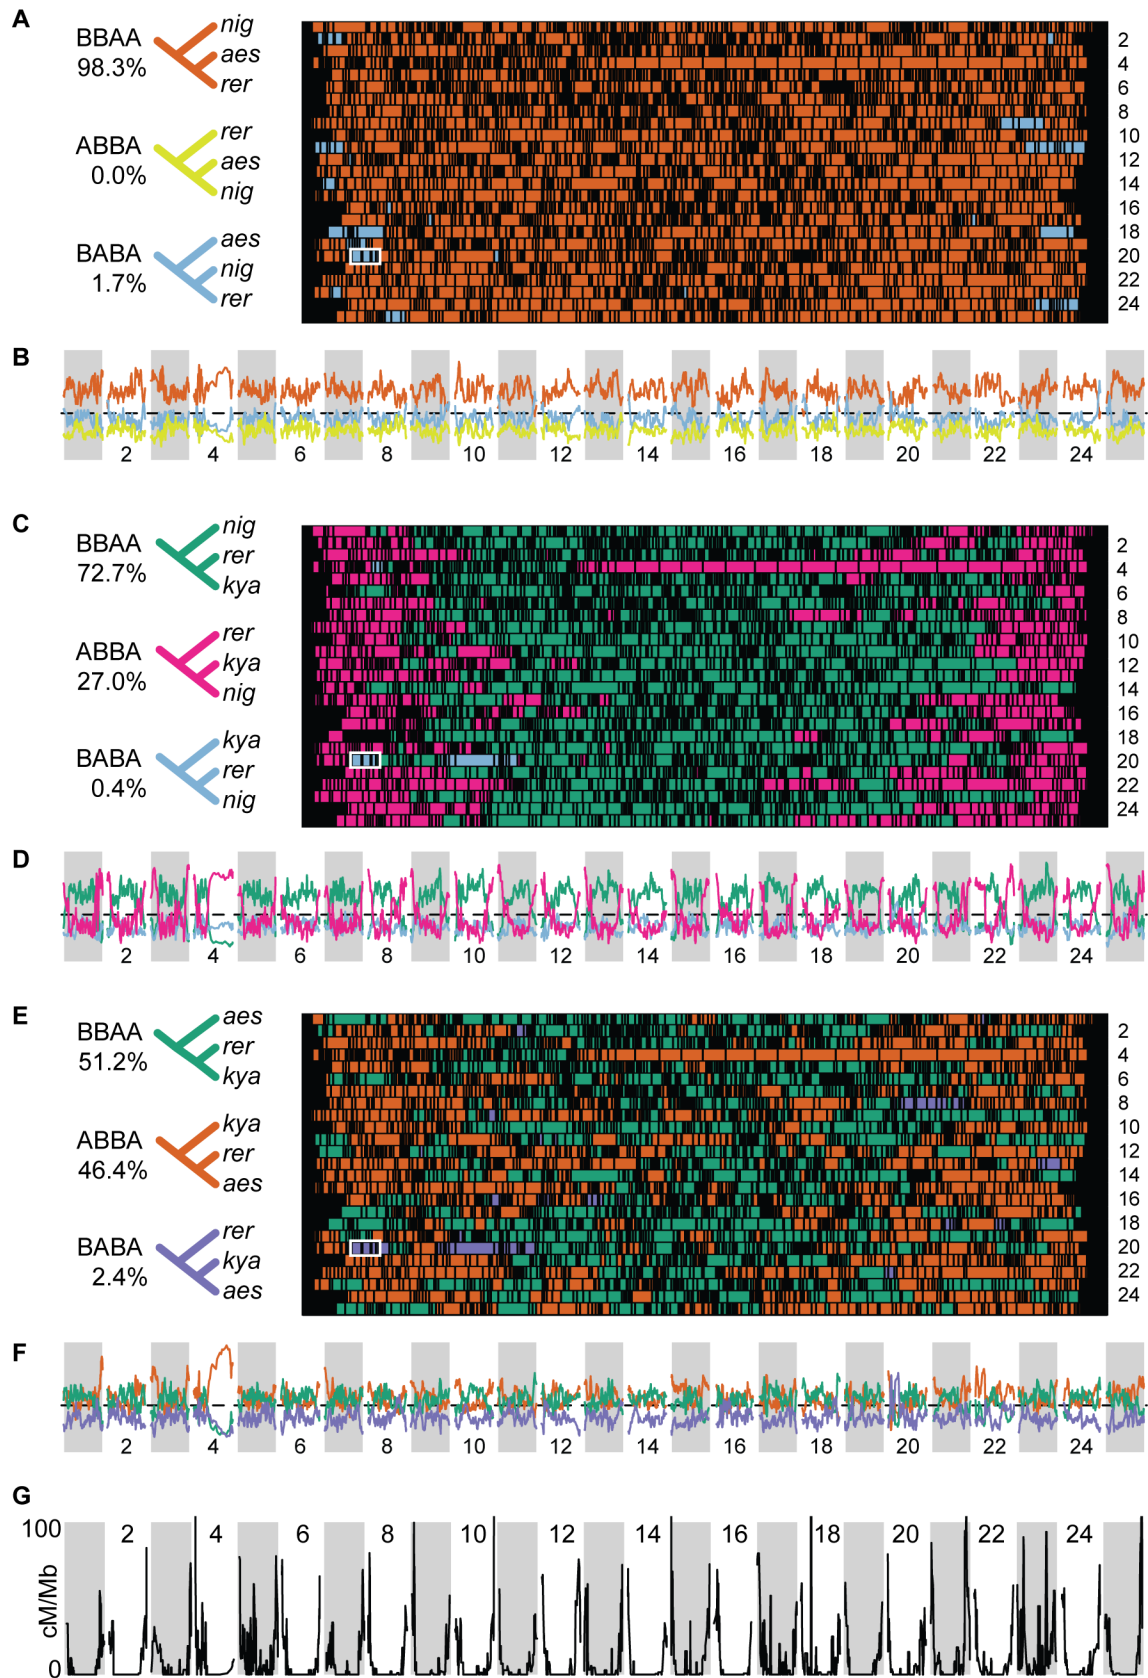 A
BBAA
98.3%
nig
aes
rer
ABBA
0.0%
rer
aes
nig
BABA
1.7%
aes
nig
rer
2
4
6
8
10
12
14
16
18
20
22
24
B
2 4 6 8 10 12 14 16 18 20 22 24
C
BBAA
72.7%
nig
rer
kya
ABBA
27.0%
rer
kya
nig
BABA
0.4%
kya
rer
nig
2
4
6
8
10
12
14
16
18
20
22
24
D
2 4 6 8 10 12 14 16 18 20 22 24
E
BBAA
51.2%
aes
rer
kya
ABBA
46.4%
kya
rer
aes
BABA
2.4%
rer
kya
aes
2
4
6
8
10
12
14
16
18
20
22
24
F
2 4 6 8 10 12 14 16 18 20 22 24
G
100
2 4 6 8 10 12 14 16 18 20 22 24
cM/Mb
0